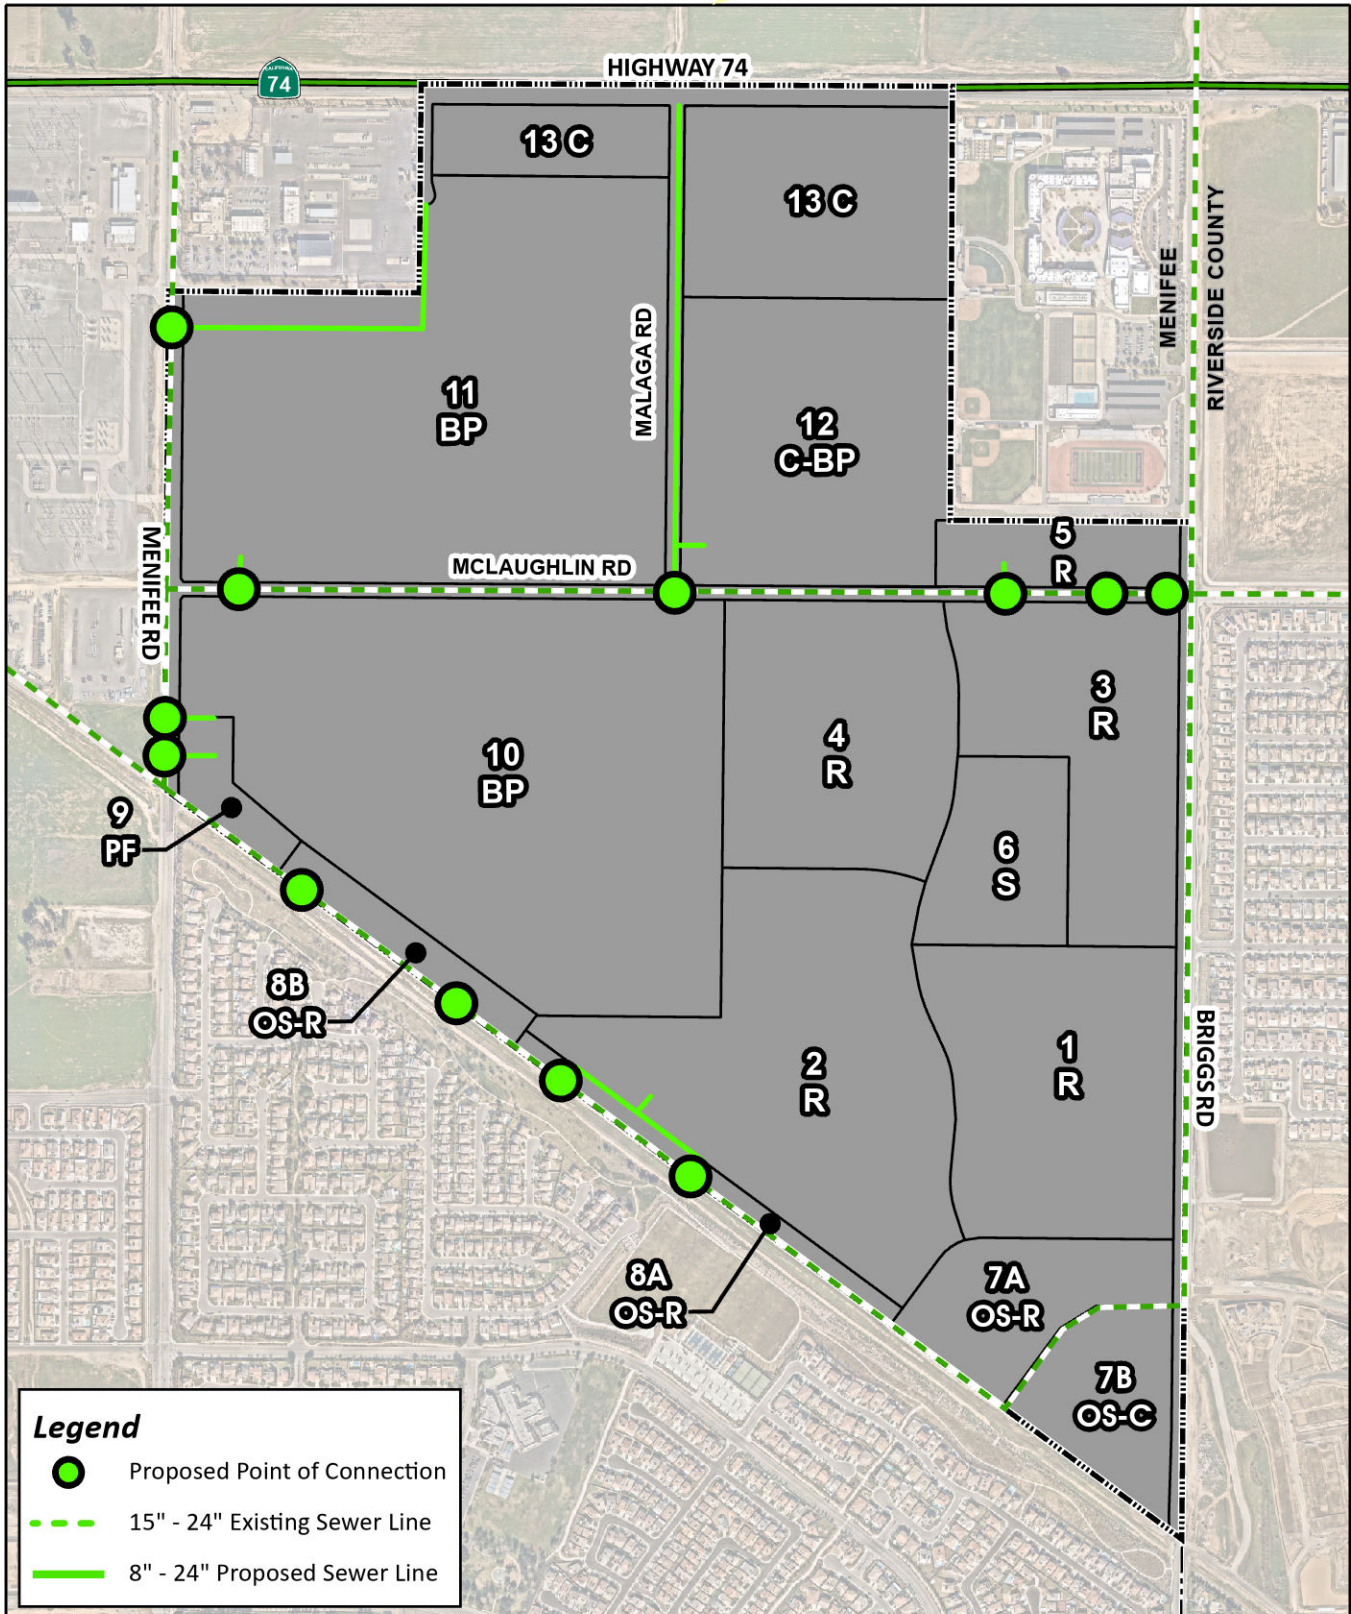 HIGHWAY 74
CALIFORNIA
74
13 C
13 C
MENIFEE
RIVERSIDE COUNTY
MALAGA RD
11
BP
12
C-BP
MENIFEE RD
MCLAUGHLIN RD
5
R
3
R
4
R
10
BP
6
S
9
PF
8B
OS-R
2
R
1
R
BRIGGS RD
8A
OS-R
7A
OS-R
7B
OS-C
Legend
Proposed Point of Connection
15" - 24" Existing Sewer Line
8" - 24" Proposed Sewer Line